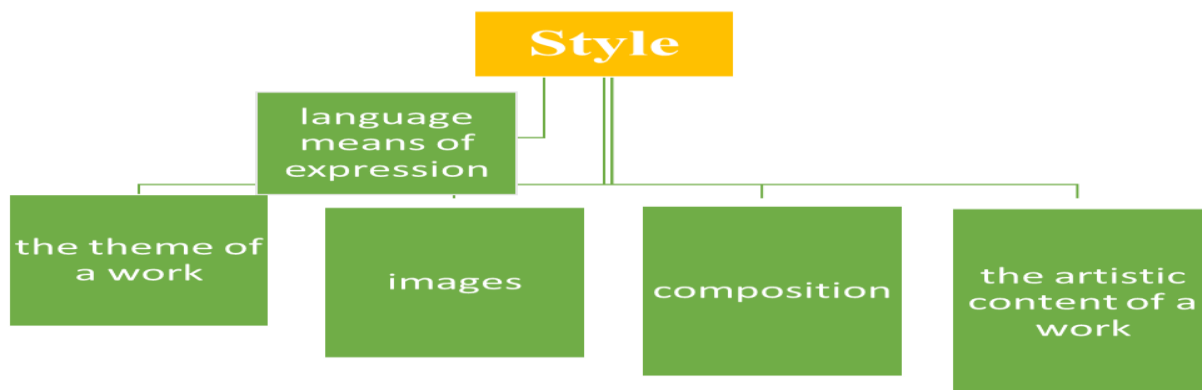 Style
language
means of
expression
the theme of
a work
images
composition
the artistic
content of a
work